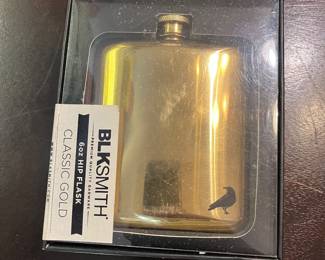 BLKSMITH
PREMIUM QUALITY BARWARE
6oz HIP FLASK
CLASSIC GOLD